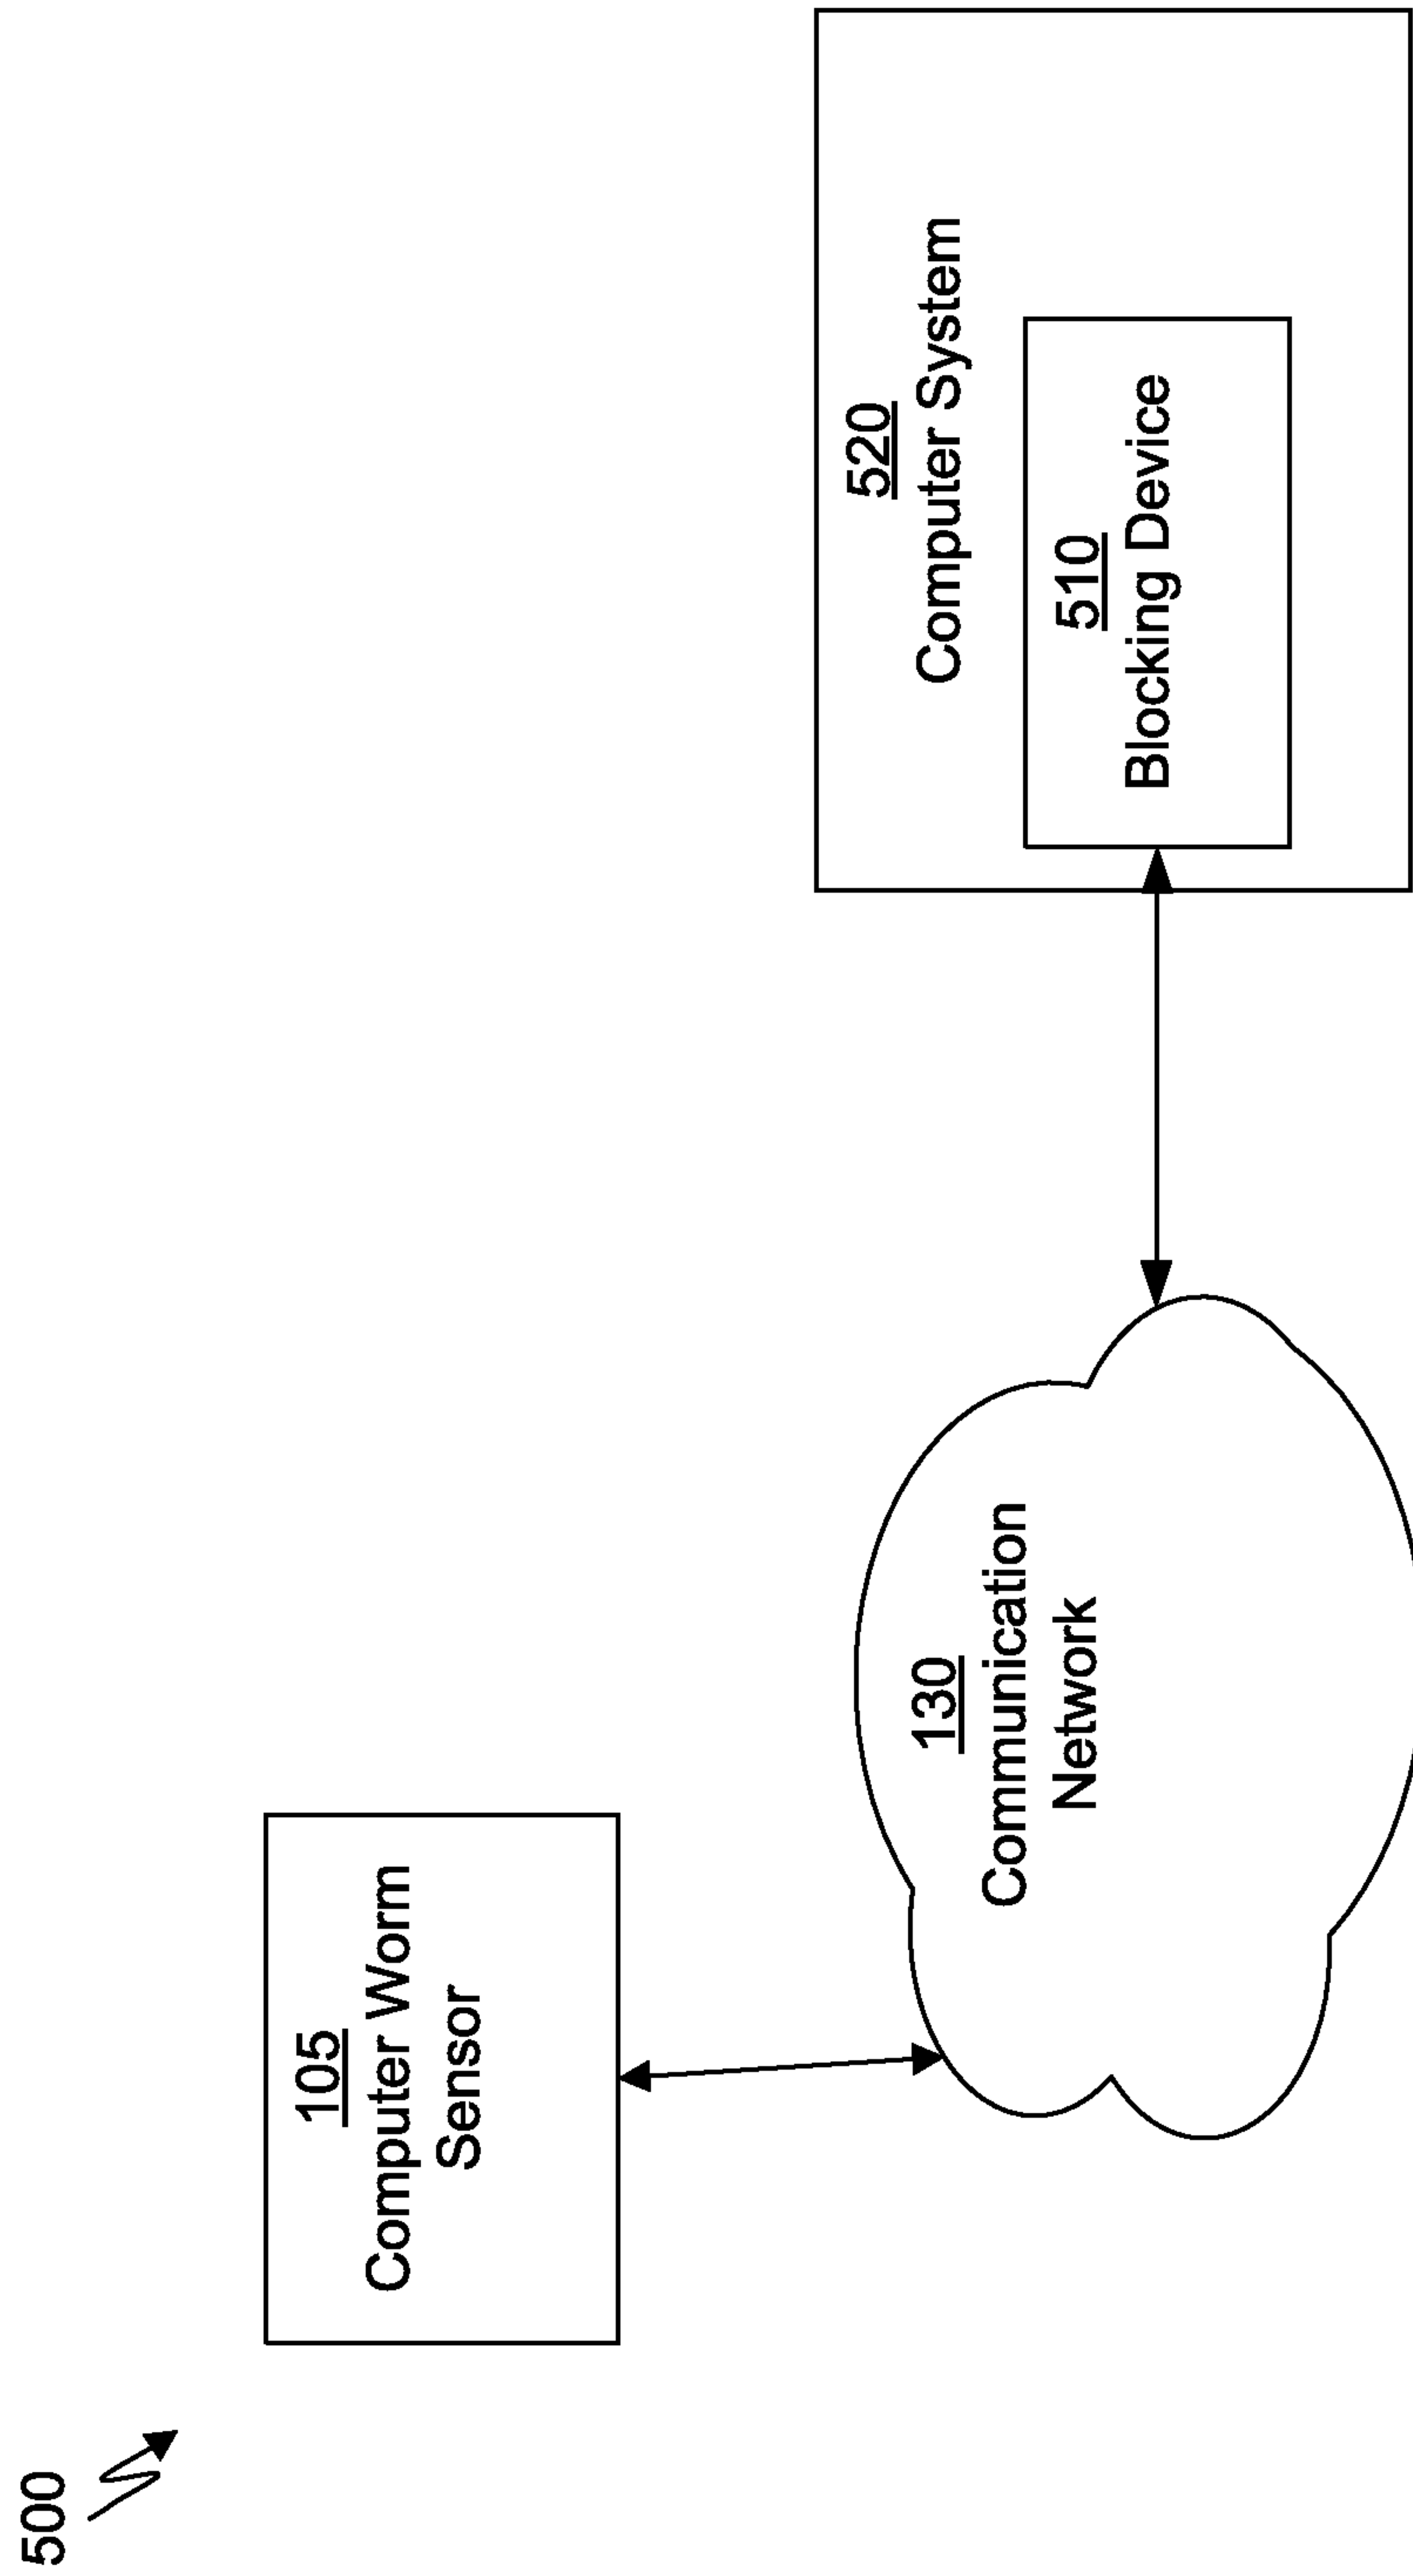 500
105
Computer Worm
Sensor
130
Communication
Network
520
Computer System
510
Blocking Device